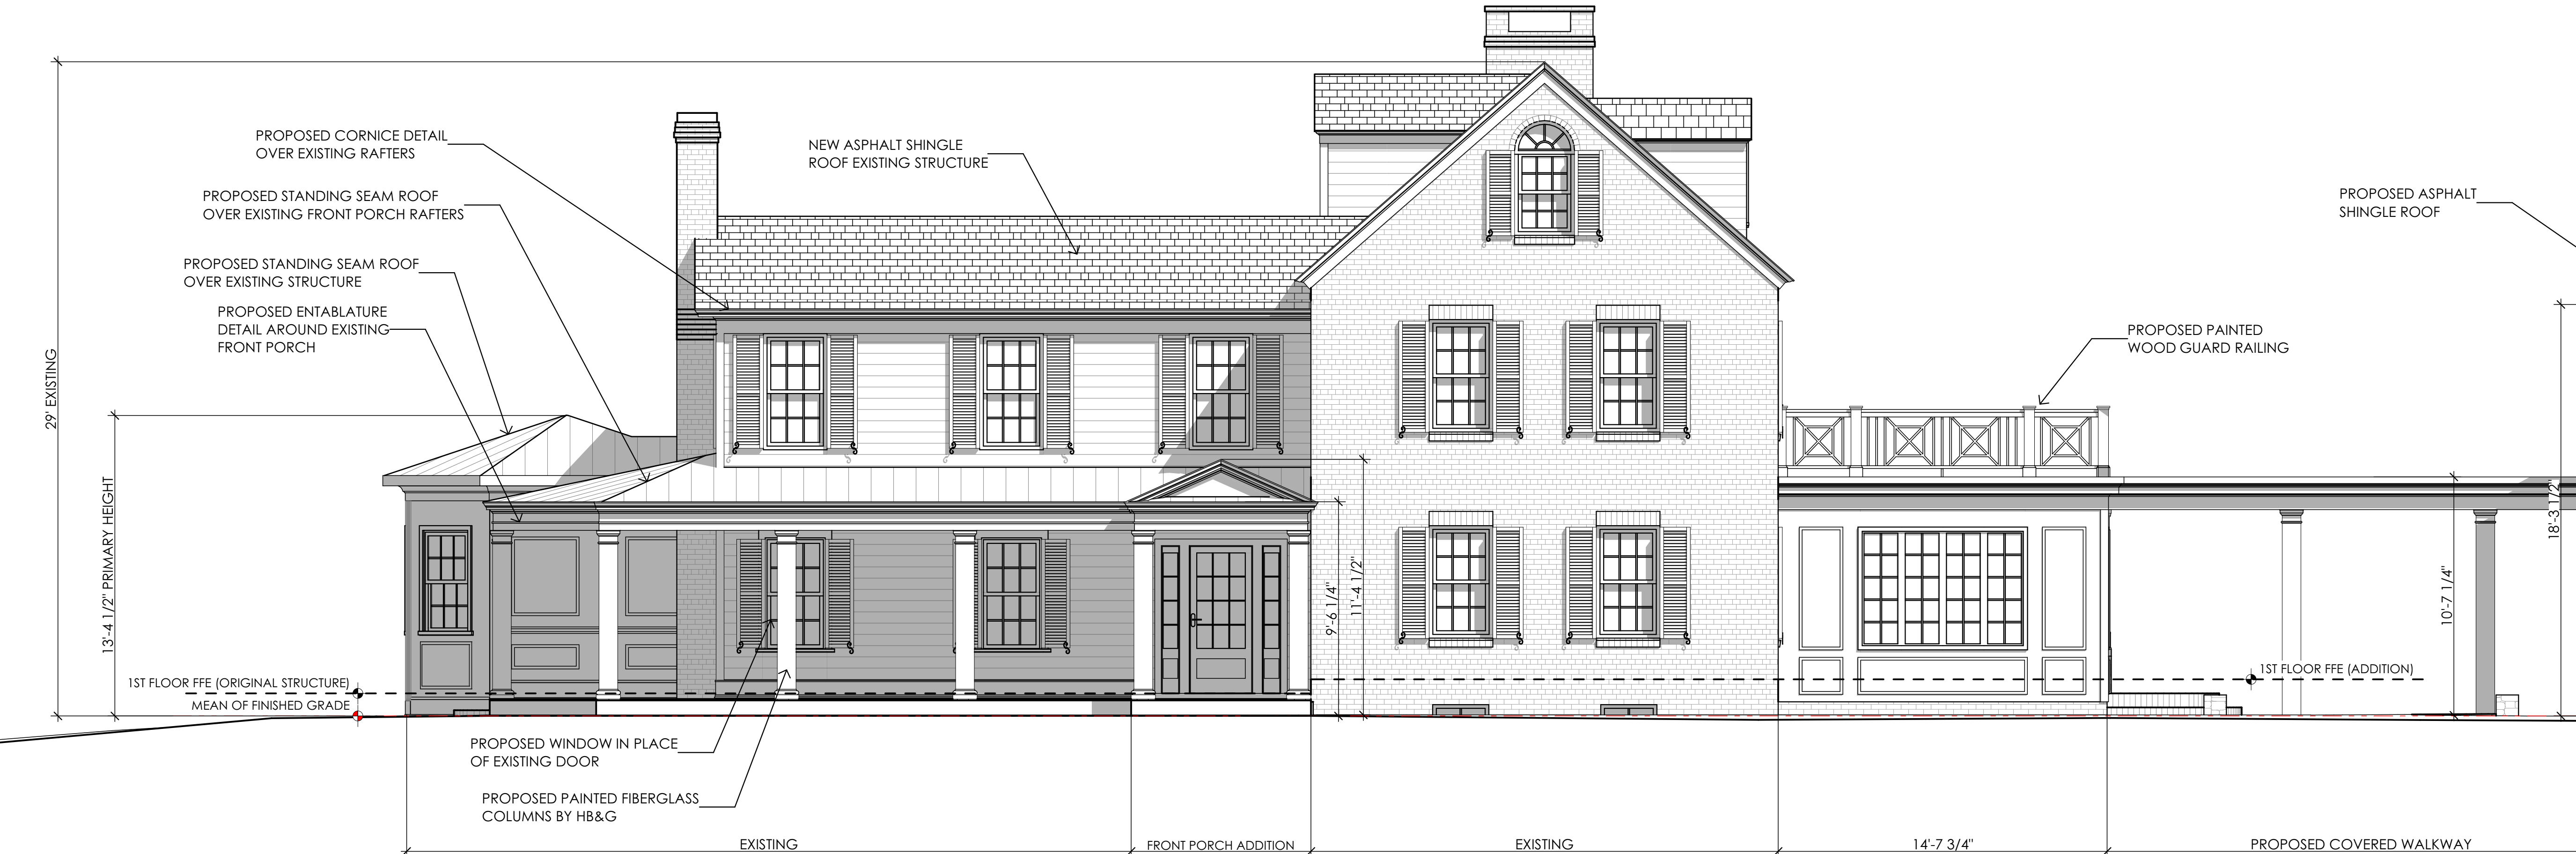 PROPOSED CORNICE DETAIL
OVER EXISTING RAFTERS
PROPOSED STANDING SEAM ROOF
OVER EXISTING FRONT PORCH RAFTERS
PROPOSED STANDING SEAM ROOF
OVER EXISTING STRUCTURE
PROPOSED ENTABLATURE
DETAIL AROUND EXISTING
FRONT PORCH
29' EXISTING
13'-4 1/2" PRIMARY HEIGHT
1ST FLOOR FFE (ORIGINAL STRUCTURE)
MEAN OF FINISHED GRADE
NEW ASPHALT SHINGLE
ROOF EXISTING STRUCTURE
PROPOSED WINDOW IN PLACE
OF EXISTING DOOR
PROPOSED PAINTED FIBERGLASS
COLUMNS BY HB&G
9'-6 1/4"
11'-4 1/2"
PROPOSED ASPHALT
SHINGLE ROOF
PROPOSED PAINTED
WOOD GUARD RAILING
18'-3 1/2"
10'-7 1/4"
1ST FLOOR FFE (ADDITION)
EXISTING
FRONT PORCH ADDITION
EXISTING
14'-7 3/4"
PROPOSED COVERED WALKWAY